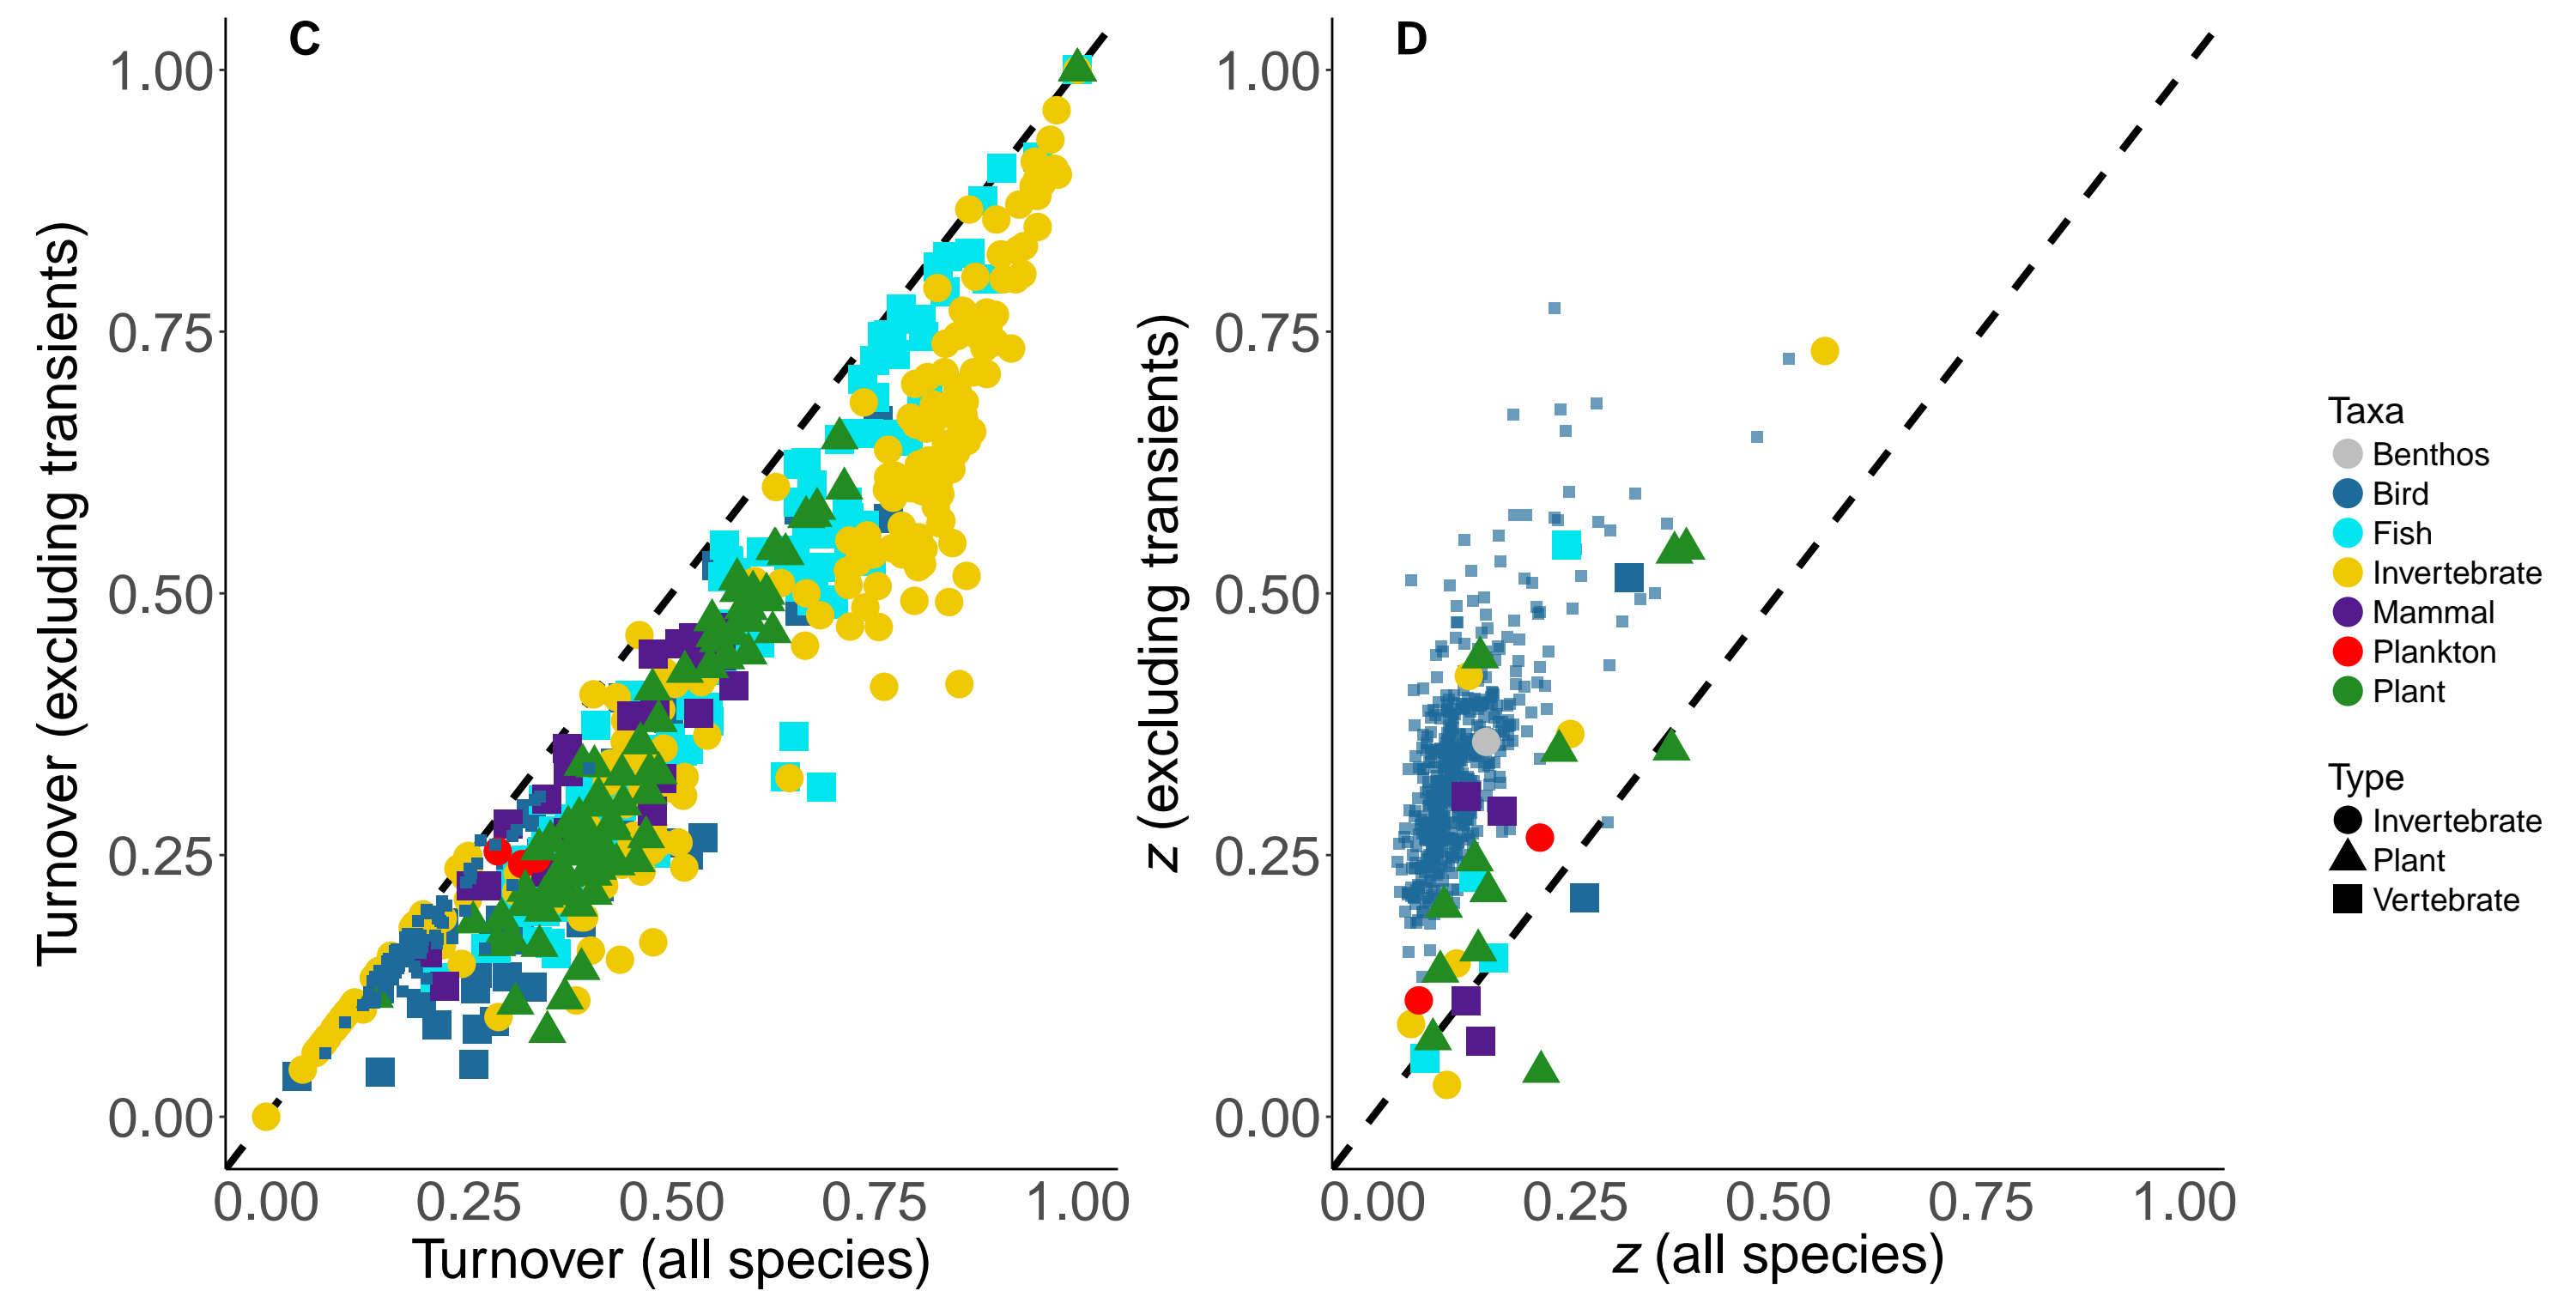 C
1.00
0.75
0.50
0.25
0.00
Turnover (excluding transients)
0.00 0.25 0.50 0.75 1.00
Turnover (all species)
D
1.00
0.75
0.50
0.25
0.00
z (excluding transients)
0.00 0.25 0.50 0.75 1.00
z (all species)
Taxa
Benthos
Bird
Fish
Invertebrate
Mammal
Plankton
Plant
Type
Invertebrate
Plant
Vertebrate